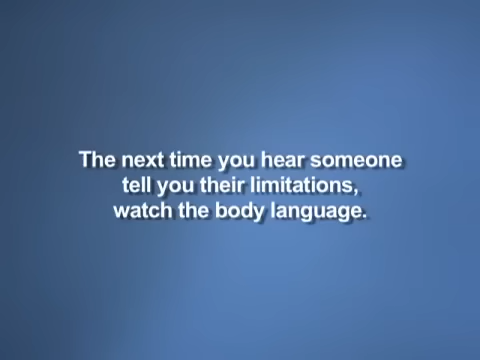 The next time you hear someone
tell you their limitations,
watch the body language.